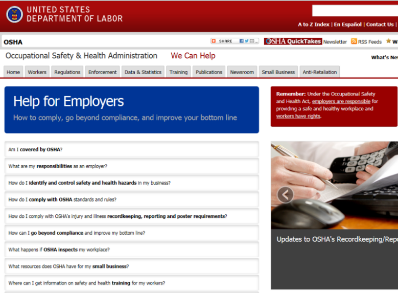 UNITED STATES
DEPARTMENT OF LABOR
A to Z Index | En Español | Contact Us |
OSHA
SHARE
OSHA QuickTakes Newsletter
RSS Feeds
Occupational Safety & Health Administration We Can Help
What's Ne
Home Workers Regulations Enforcement Data & Statistics Training Publications Newsroom Small Business Anti-Retaliation
Help for Employers
How to comply, go beyond compliance, and improve your bottom line
Remember: Under the Occupational Safety
and Health Act, employers are responsible for
providing a safe and healthy workplace and
workers have rights.
Am I covered by OSHA?
What are my responsibilities as an employer?
How do I identify and control safety and health hazards in my business?
How do I comply with OSHA standards and rules?
How do I comply with OSHA's injury and illness recordkeeping, reporting and poster requirements?
How can I go beyond compliance and improve my bottom line?
What happens if OSHA inspects my workplace?
What resources does OSHA have for my small business?
Where can I get information on safety and health training for my workers?
Updates to OSHA's Recordkeeping/Repo